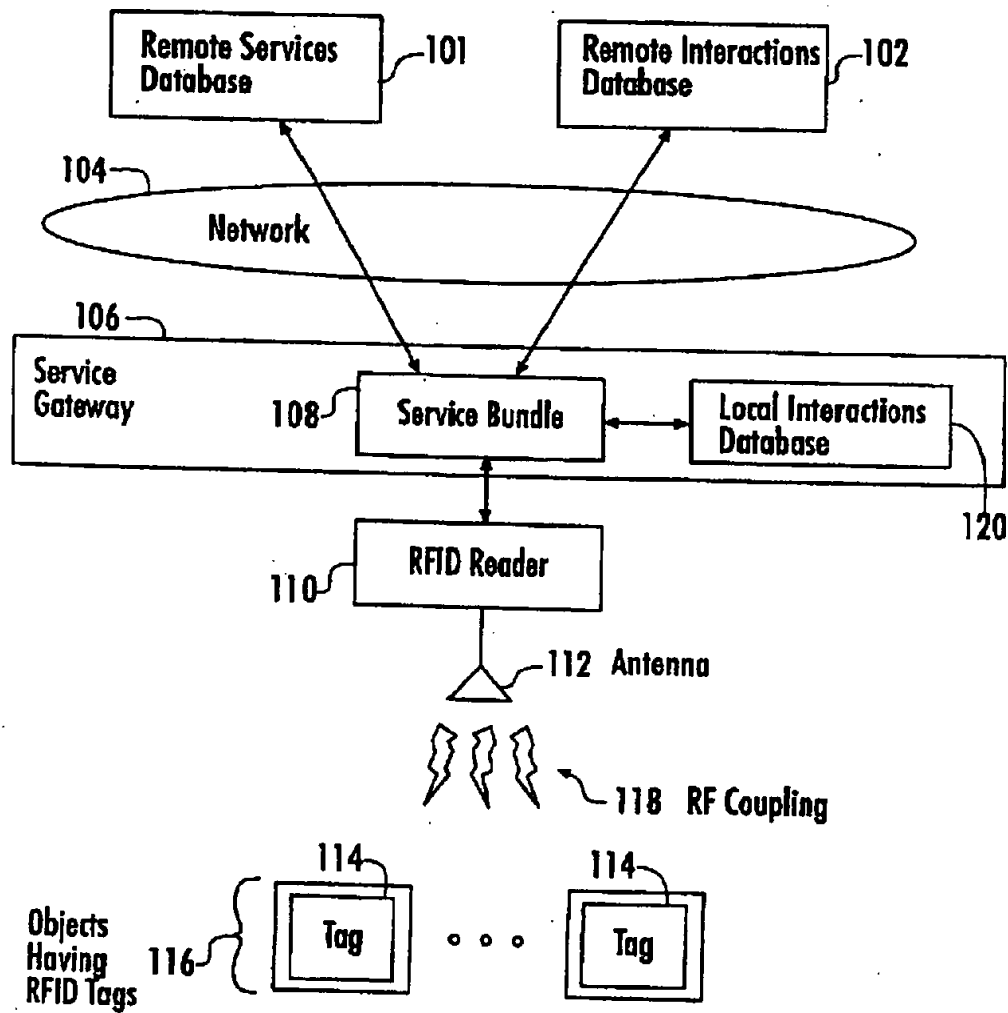 Remote Services
Database
101
Remote Interactions
Database
102
104
Network
106
Service
Gateway
108
Service Bundle
Local Interactions
Database
120
110
RFID Reader
112 Antenna
118 RF Coupling
114
114
Objects
Having
RFID Tags
116
Tag
Tag